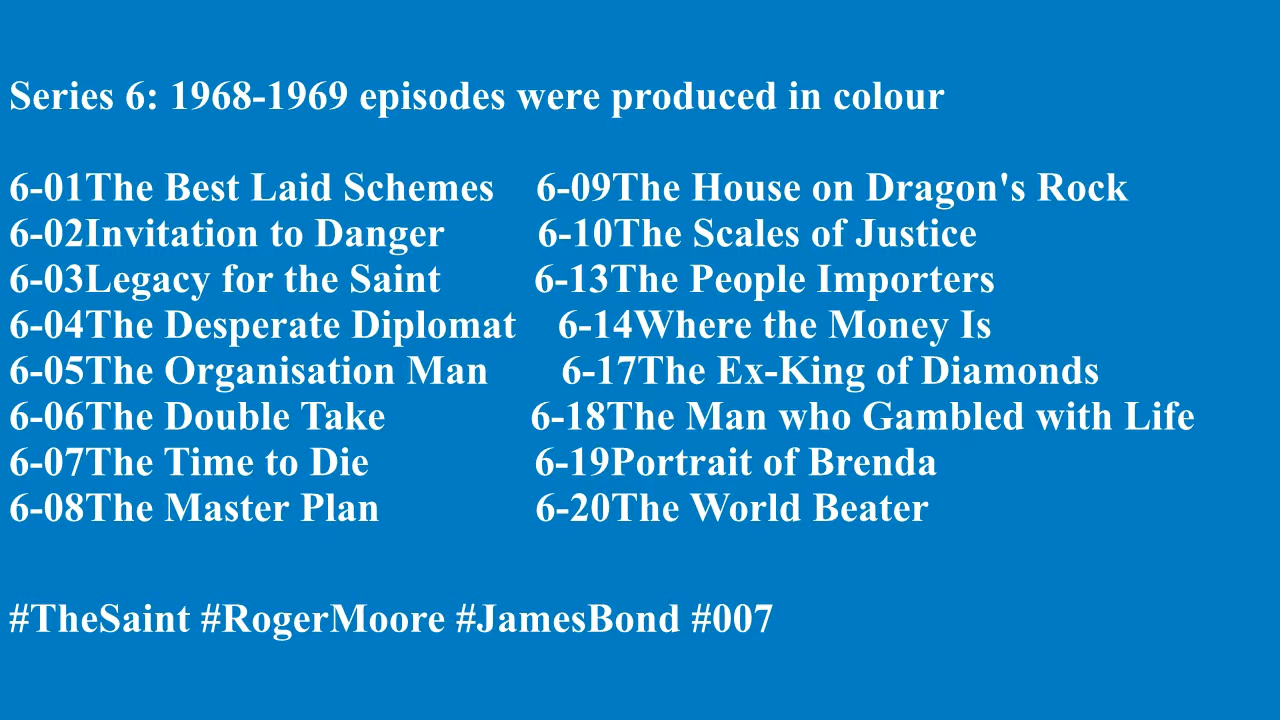 Series 6: 1968-1969 episodes were produced in colour
6-01The Best Laid Schemes 6-09The House on Dragon's Rock
6-02Invitation to Danger 6-10The Scales of Justice
6-03Legacy for the Saint 6-13The People Importers
6-04The Desperate Diplomat 6-14Where the Money Is
6-05The Organisation Man 6-17The Ex-King of Diamonds
6-06The Double Take 6-18The Man who Gambled with Life
6-07The Time to Die 6-19Portrait of Brenda
6-08The Master Plan 6-20The World Beater
#TheSaint #RogerMoore #JamesBond #007